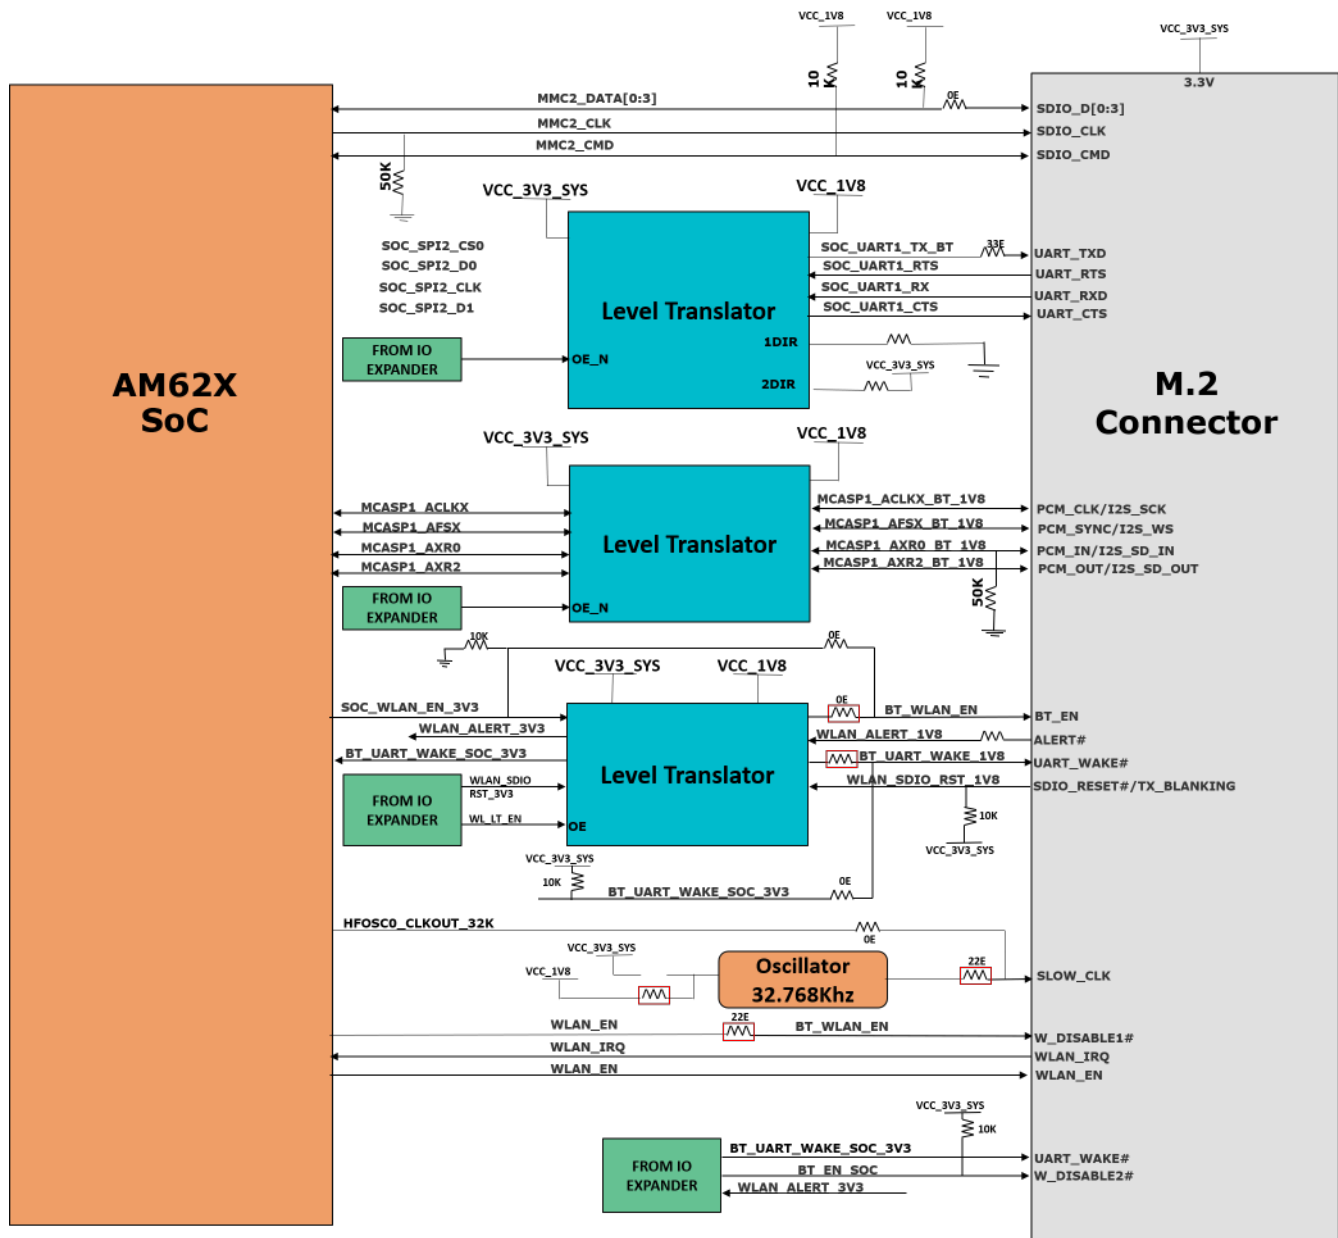 VCC_1V8
VCC_1V8
VCC_3V3_SYS
10
K
10
K
3.3V
MMC2_DATA[0:3]
0E
SDIO_D[0:3]
MMC2_CLK
SDIO_CLK
MMC2_CMD
SDIO_CMD
50K
VCC_3V3_SYS
VCC_1V8
SOC_SPI2_CS0
SOC_SPI2_D0
SOC_SPI2_CLK
SOC_SPI2_D1
SOC_UART1_TX_BT
33E
UART_TXD
SOC_UART1_RTS
UART_RTS
SOC_UART1_RX
UART_RXD
SOC_UART1_CTS
UART_CTS
Level Translator
1DIR
2DIR
VCC_3V3_SYS
FROM IO
EXPANDER
OE_N
AM62X
SoC
M.2
Connector
VCC_3V3_SYS
VCC_1V8
MCASP1_ACLKX
MCASP1_AFSX
MCASP1_AXR0
MCASP1_AXR2
Level Translator
MCASP1_ACLKX_BT_1V8
PCM_CLK/I2S_SCK
MCASP1_AFSX_BT_1V8
PCM_SYNC/I2S_WS
MCASP1_AXR0_BT_1V8
PCM_IN/I2S_SD_IN
MCASP1_AXR2_BT_1V8
PCM_OUT/I2S_SD_OUT
50K
FROM IO
EXPANDER
OE_N
10K
0E
VCC_3V3_SYS
VCC_1V8
SOC_WLAN_EN_3V3
WLAN_ALERT_3V3
BT_UART_WAKE_SOC_3V3
0E
BT_WLAN_EN
BT_EN
WLAN_ALERT_1V8
ALERT#
BT_UART_WAKE_1V8
UART_WAKE#
WLAN_SDIO_RST_1V8
SDIO_RESET#/TX_BLANKING
Level Translator
FROM IO
EXPANDER
WLAN_SDIO
RST_3V3
WL_LT_EN
OE
10K
VCC_3V3_SYS
VCC_3V3_SYS
10K
BT_UART_WAKE_SOC_3V3
0E
HFOSC0_CLKOUT_32K
0E
VCC_3V3_SYS
VCC_1V8
Oscillator
32.768Khz
22E
SLOW_CLK
WLAN_EN
22E
BT_WLAN_EN
W_DISABLE1#
WLAN_IRQ
WLAN_IRQ
WLAN_EN
WLAN_EN
VCC_3V3_SYS
10K
FROM IO
EXPANDER
BT_UART_WAKE_SOC_3V3
UART_WAKE#
BT_EN_SOC
W_DISABLE2#
WLAN_ALERT_3V3